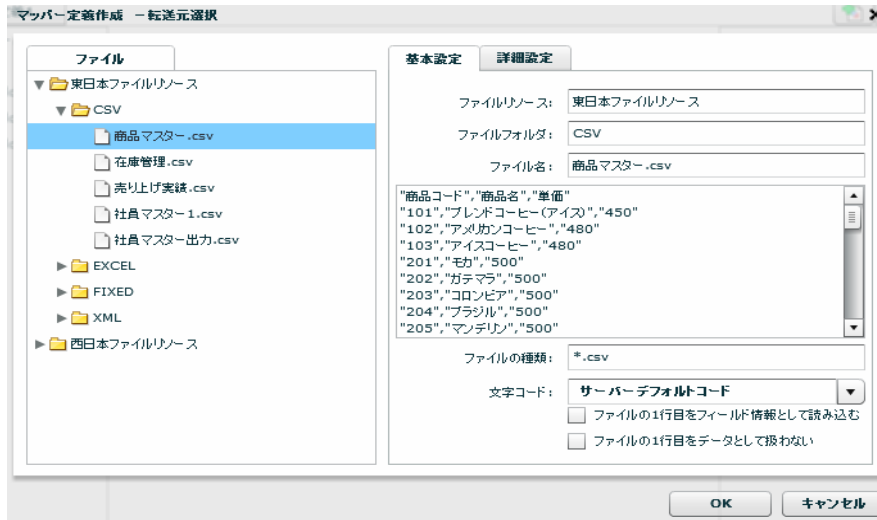 マッパー定義作成 －転送元選択
ファイル
東日本ファイルリソース
CSV
商品マスター.csv
在庫管理.csv
売り上げ実績.csv
社員マスター1.csv
社員マスター出力.csv
EXCEL
FIXED
XML
西日本ファイルリソース
基本設定
詳細設定
ファイルリソース: 東日本ファイルリソース
ファイルフォルダ: CSV
ファイル名: 商品マスター.csv
"商品コード","商品名","単価"
"101","ブレンドコーヒー(アイス)","450"
"102","アメリカンコーヒー","480"
"103","アイスコーヒー","480"
"201","モカ","500"
"202","ガテマラ","500"
"203","コロンビア","500"
"204","ブラジル","500"
"205","マンデリン","500"
ファイルの種類: *.csv
文字コード: サーバーデフォルトコード
ファイルの1行目をフィールド情報として読み込む
ファイルの1行目をデータとして扱わない
OK
キャンセル